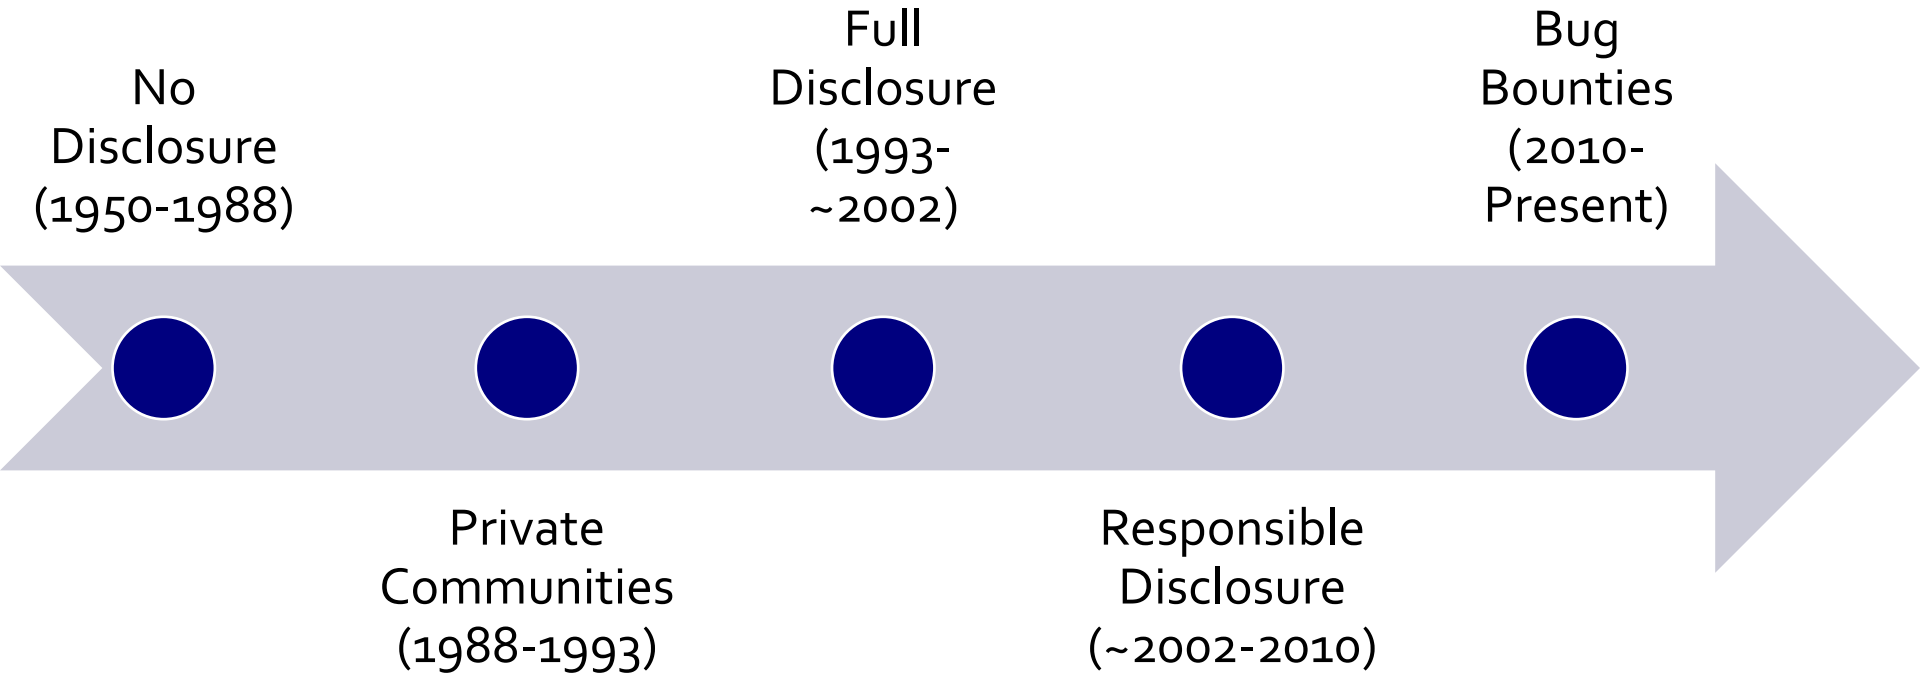 No
Disclosure
(1950-1988)
Private
Communities
(1988-1993)
Full
Disclosure
(1993-
~2002)
Responsible
Disclosure
(~2002-2010)
Bug
Bounties
(2010-
Present)